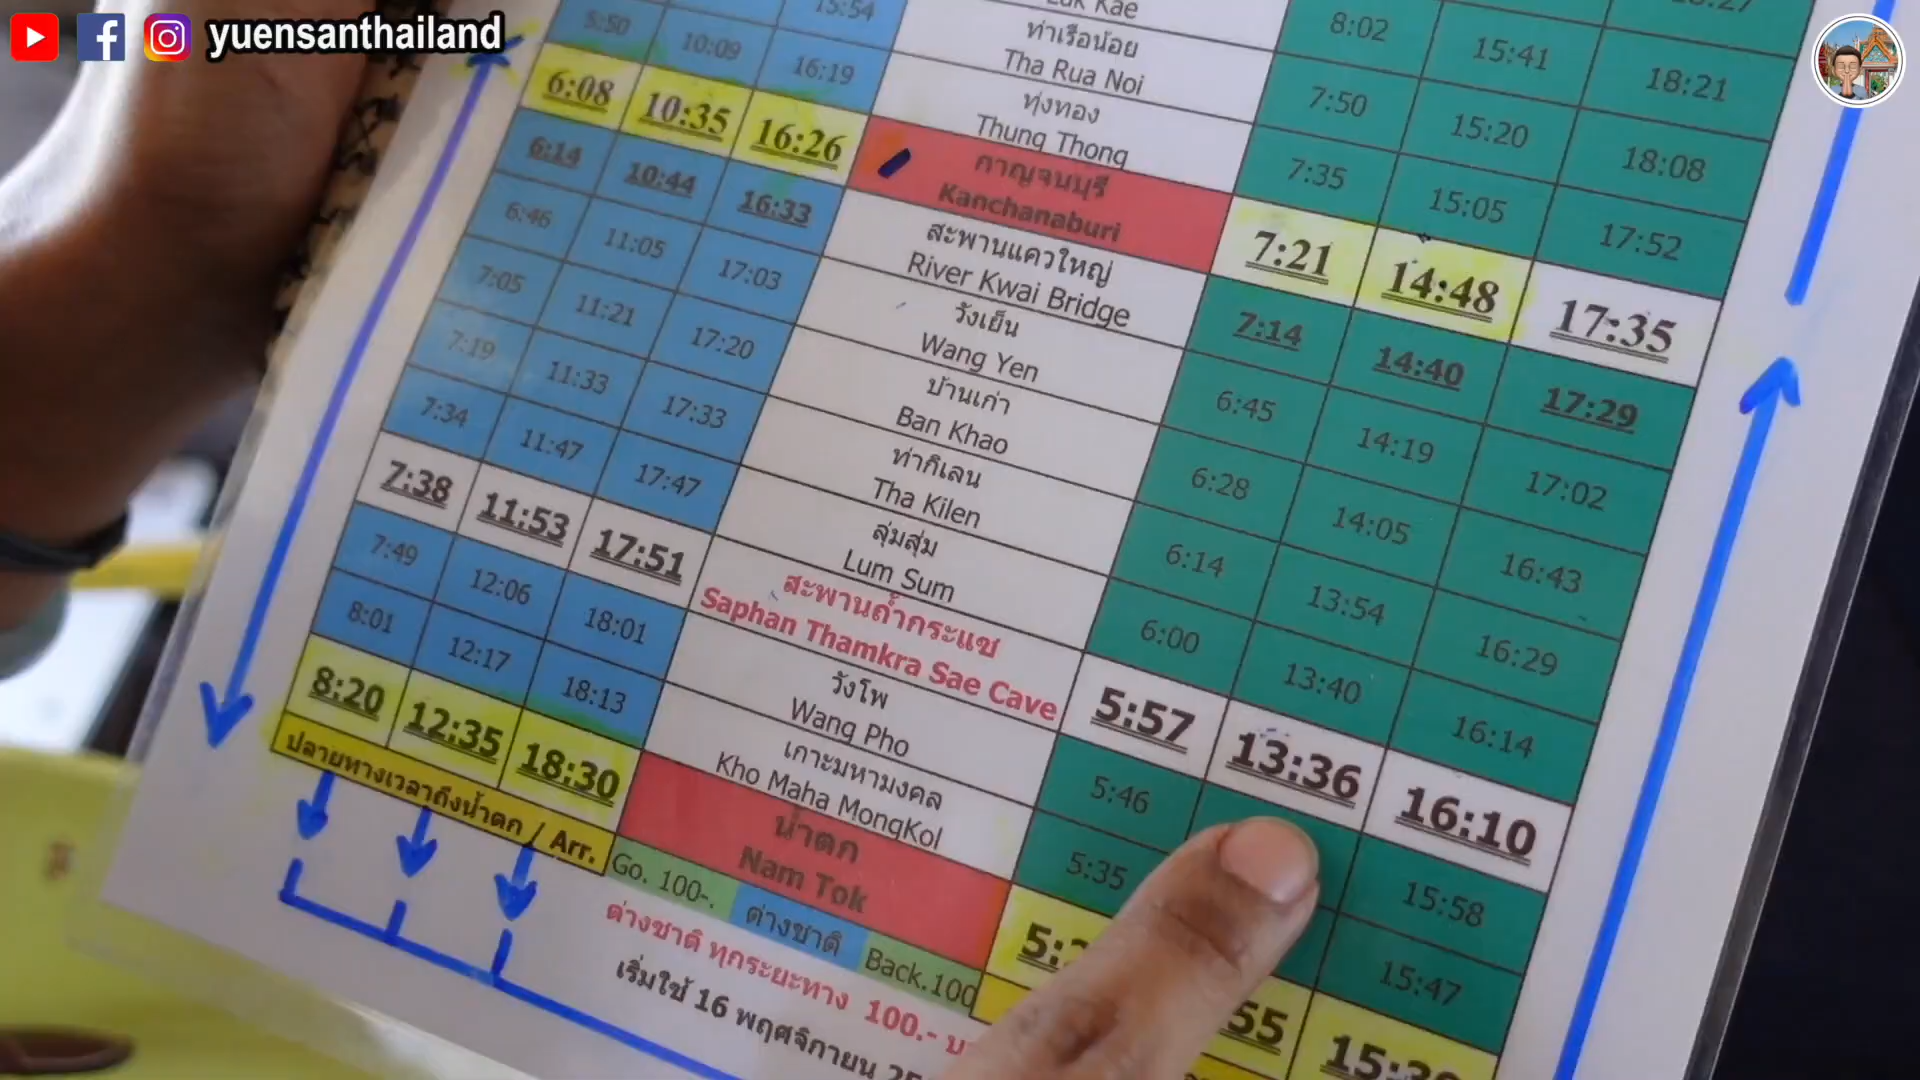 yuensanthailand
5:50 10:09 15:54 Luk Kae 8:02 15:41 18:27
16:19 ท่าเรือน้อย 7:50 15:20 18:21
Tha Rua Noi
ทุ่งทอง 7:35 15:05 18:08
Thung Thong 17:52
6:08 10:35 16:26 กาญจนบุรี 7:21 14:48 17:35
Kanchanaburi
6:14 10:44 16:33 สะพานแควใหญ่ 7:14 14:40 17:29
River Kwai Bridge
6:46 11:05 17:03 วังเย็น 6:45 14:19 17:02
Wang Yen
7:05 11:21 17:20 บ้านเก่า 6:28 14:05 16:43
Ban Khao
7:19 11:33 17:33 ท่ากิเลน 6:14 13:54 16:29
Tha Kilen
7:34 11:47 17:47 ลุ่มสุ่ม 6:00 13:40 16:14
Lum Sum
7:38 11:53 17:51 สะพานถ้ำกระแซ 5:57 13:36 16:10
Saphan Thamkra Sae Cave
7:49 12:06 18:01 วังโพ 5:46 15:58
Wang Pho
8:01 12:17 18:13 เกาะมหามงคล 5:35 15:47
Kho Maha MongKol
8:20 12:35 18:30 น้ำตก
Nam Tok
ปลายทางเวลาถึงน้ำตก / Arr.
Go. 100-. ต่างชาติ Back.100
ต่างชาติ ทุกระยะทาง 100.-
เริ่มใช้ 16 พฤศจิกายน